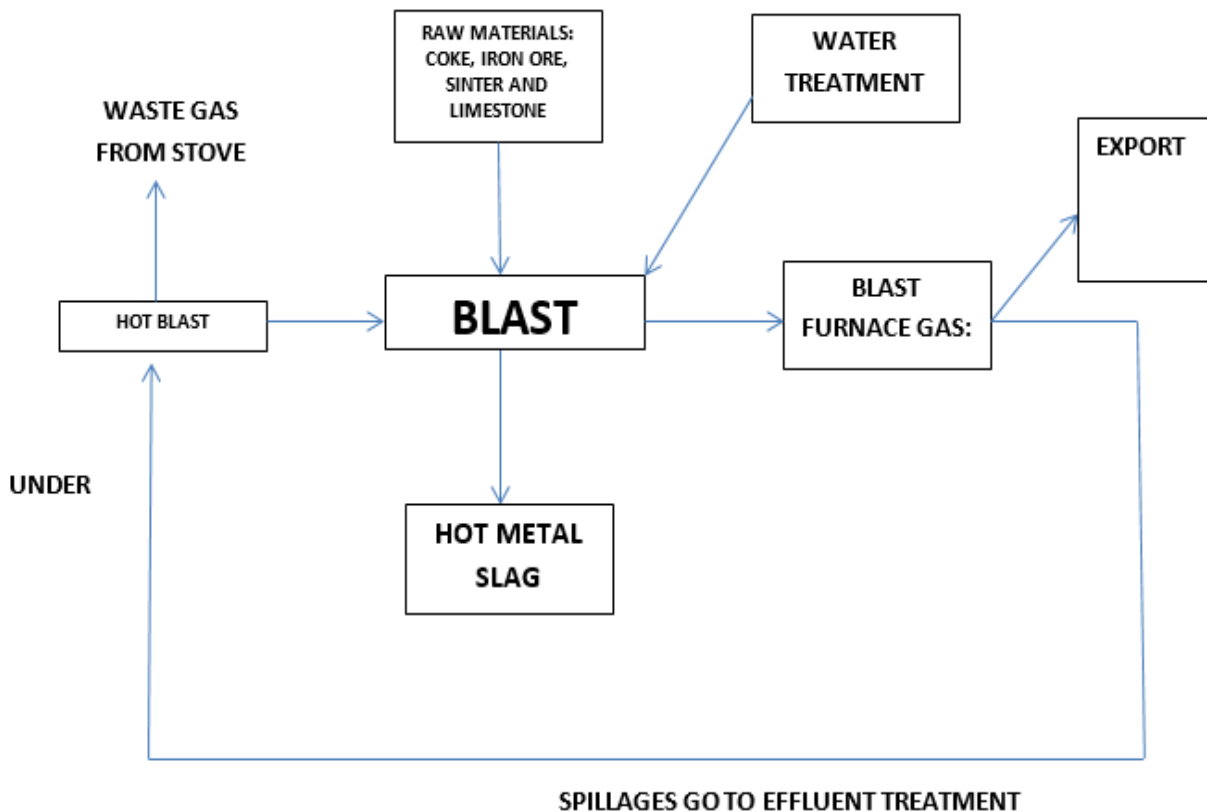 RAW MATERIALS:
COKE, IRON ORE,
SINTER AND
LIMESTONE
WATER
TREATMENT
WASTE GAS
FROM STOVE
EXPORT
HOT BLAST
BLAST
BLAST
FURNACE GAS:
UNDER
HOT METAL
SLAG
SPILLAGES GO TO EFFLUENT TREATMENT